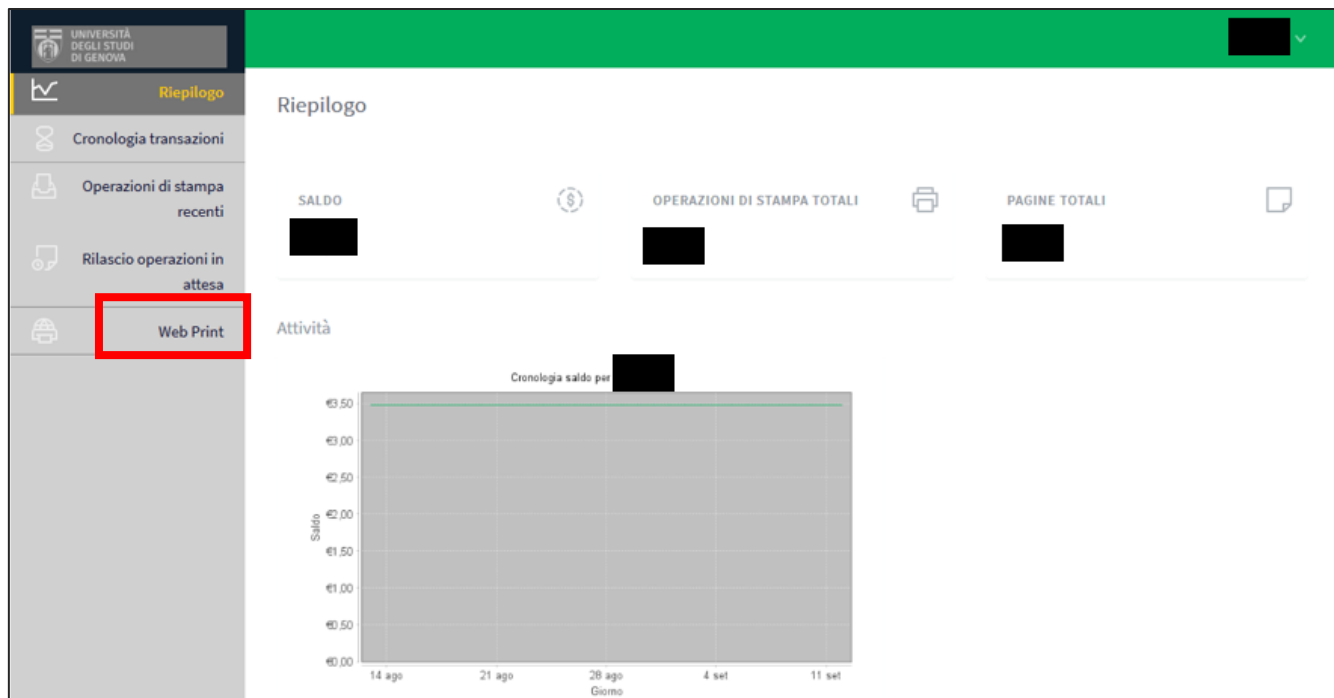 UNIVERSITÀ
DEGLI STUDI
DI GENOVA
Riepilogo
Cronologia transazioni
Operazioni di stampa
recenti
Rilascio operazioni in
attesa
Web Print
Riepilogo
SALDO
OPERAZIONI DI STAMPA TOTALI
PAGINE TOTALI
Attività
Cronologia saldo per
€3,50
€3,00
€2,50
€2,00
€1,50
€1,00
€0,50
€0,00
Saldo
14 ago 21 ago 28 ago 4 set 11 set
Giorno